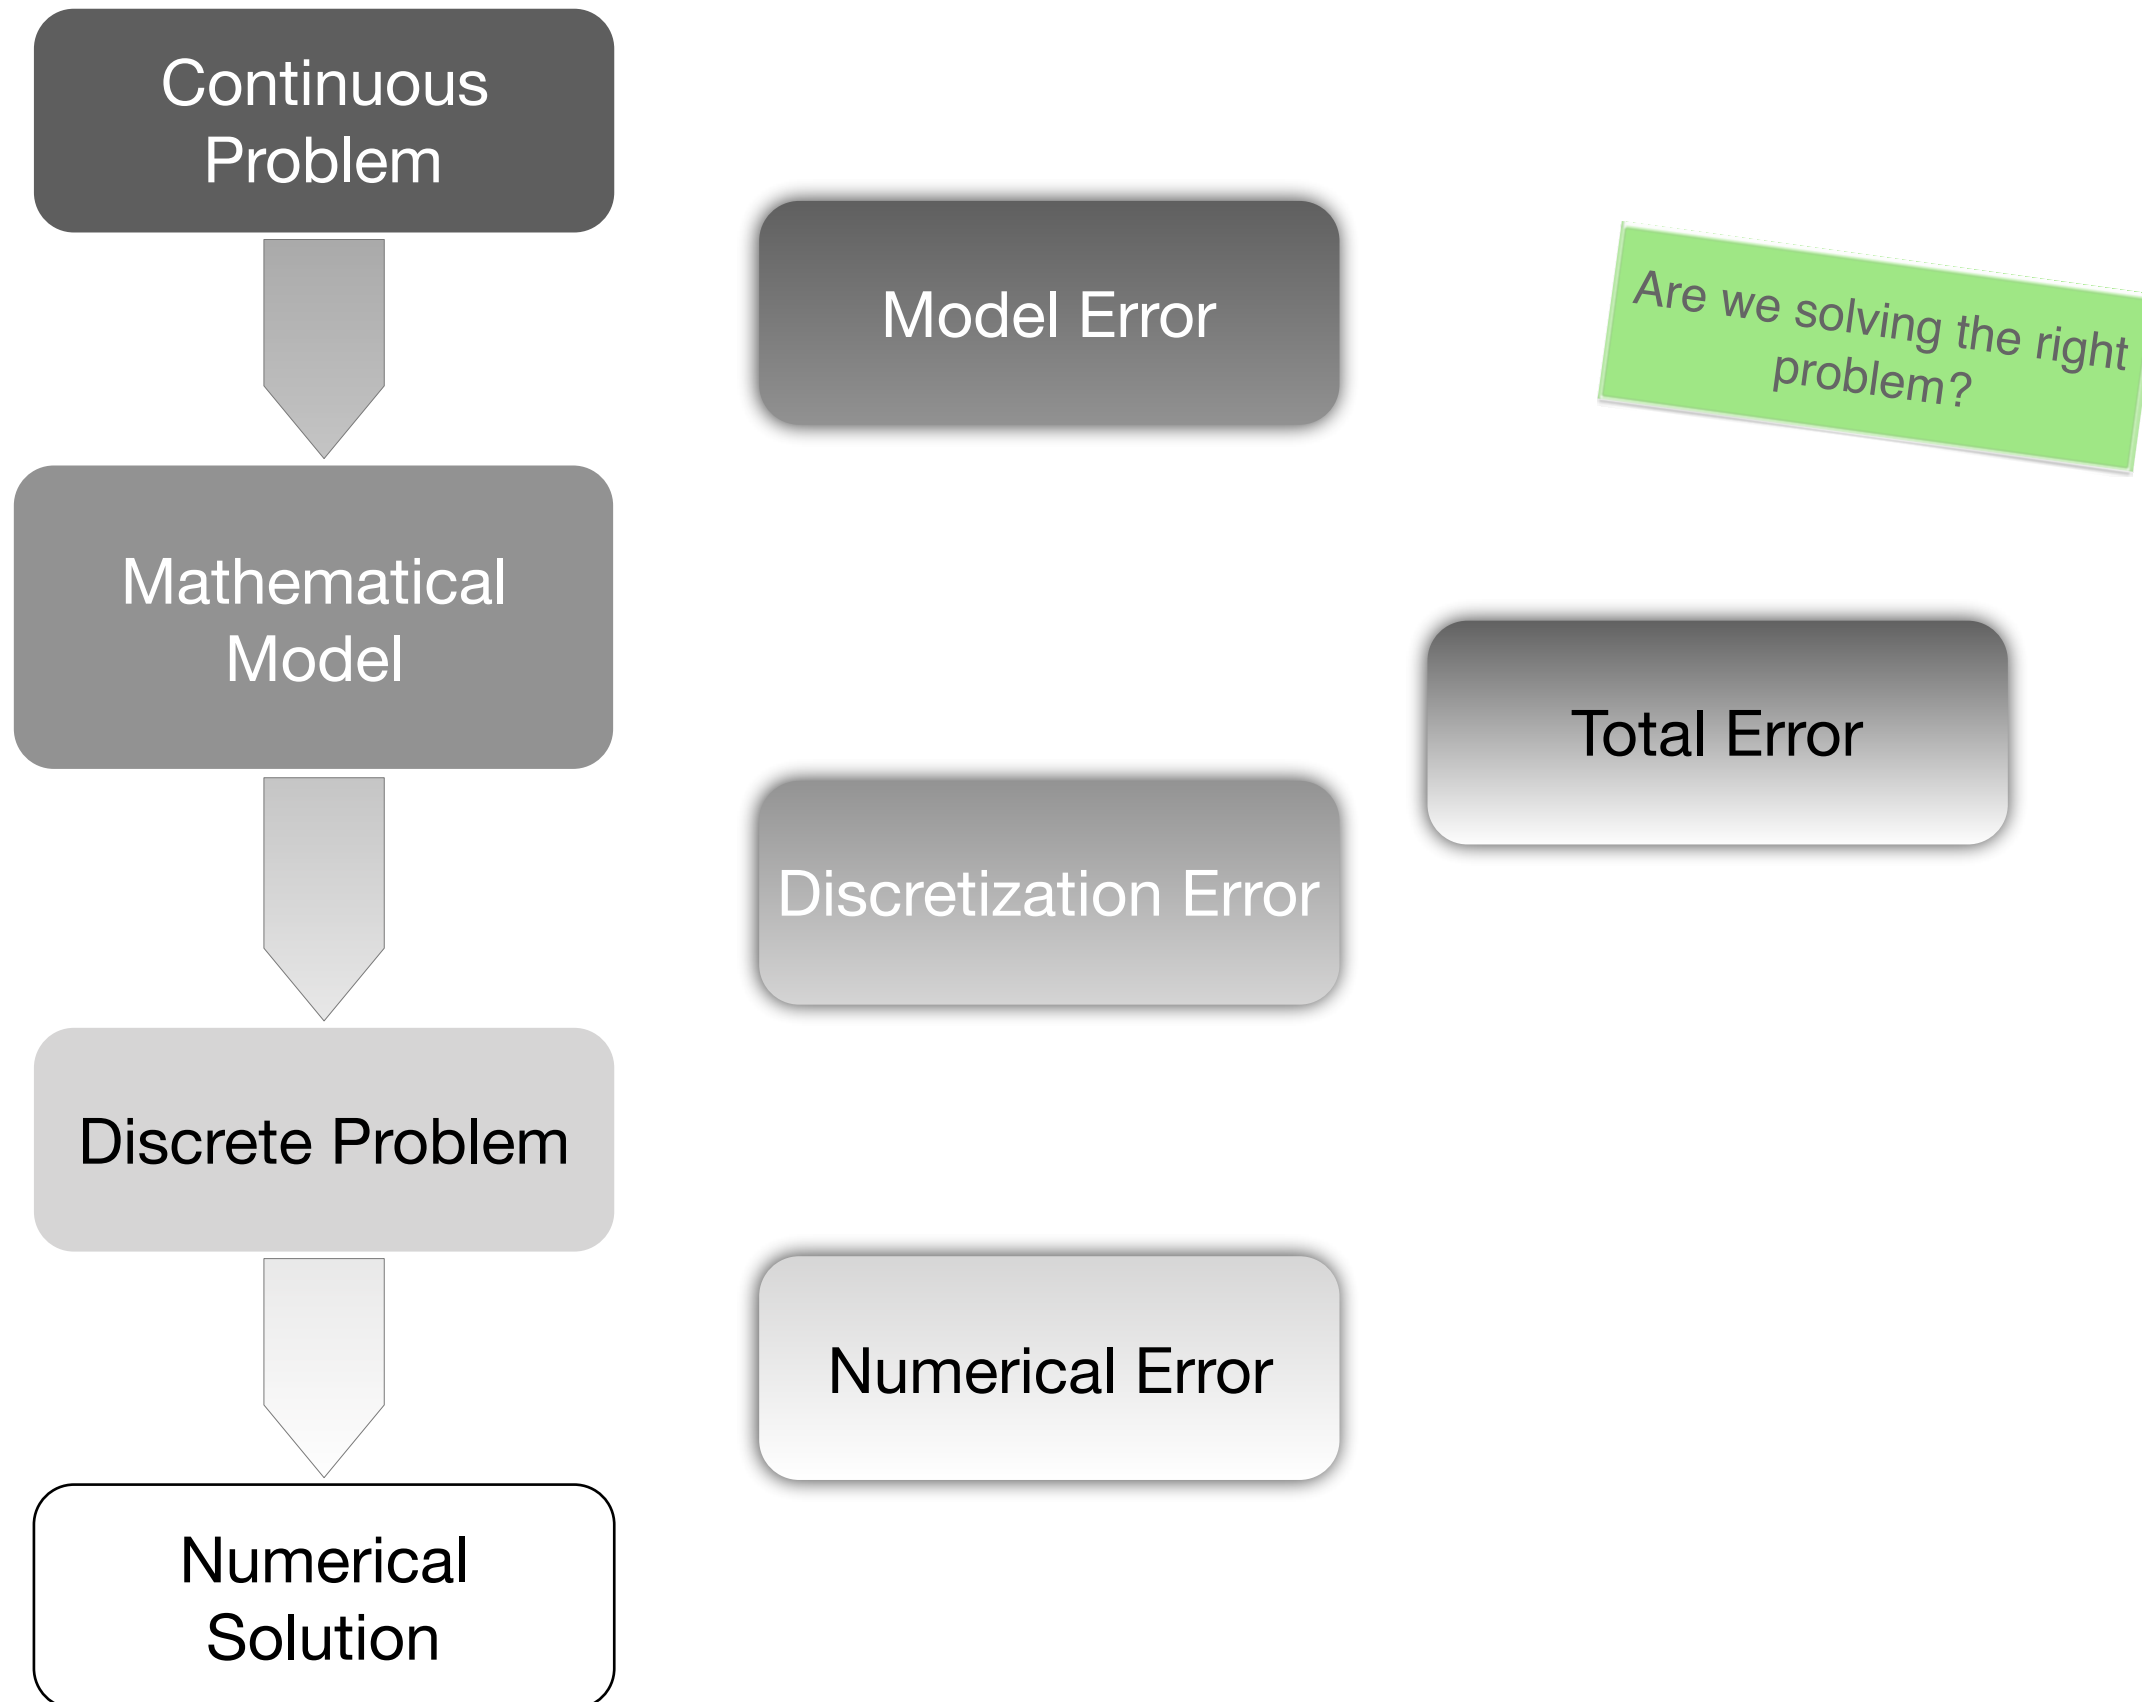 Continuous
Problem
Model Error
Are we solving the right
problem?
Mathematical
Model
Total Error
Discretization Error
Discrete Problem
Numerical Error
Numerical
Solution